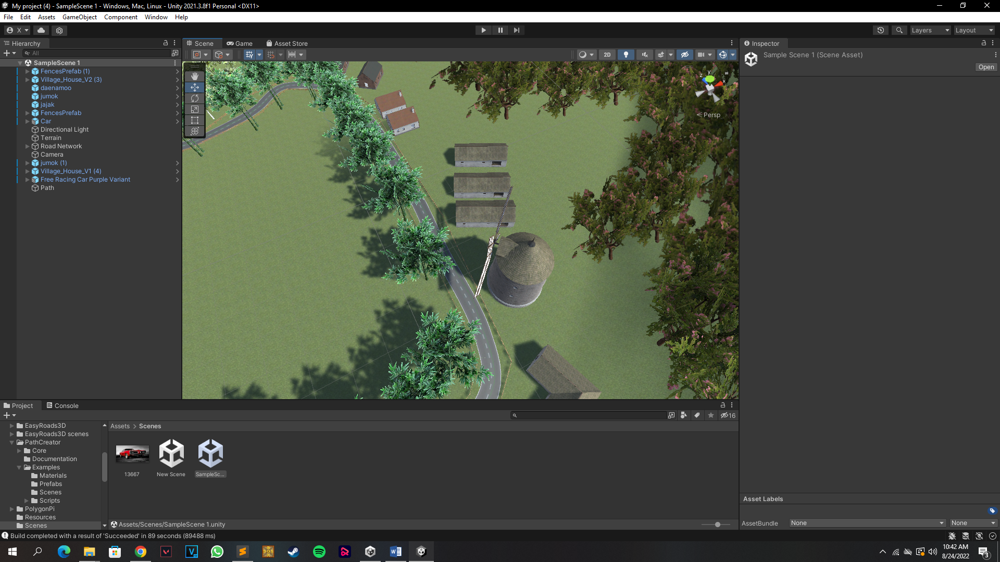 My project (4) - SampleScene 1 - Windows, Mac, Linux - Unity 2021.3.8f1 Personal <DX11>
File Edit Assets GameObject Component Window Help
X
Layers
Layout
Hierarchy
All
SampleScene 1
FencesPrefab (1)
Village_House_V2 (3)
daenamoo
jumok
jajak
FencesPrefab
Car
Directional Light
Terrain
Road Network
Camera
jumok (1)
Village_House_V1 (4)
Free Racing Car Purple Variant
Path
Scene
Game
Asset Store
2D
y
z
x
Persp
Inspector
Sample Scene 1 (Scene Asset)
Open
Project
Console
16
EasyRoads3D
EasyRoads3D scenes
PathCreator
Core
Documentation
Examples
Materials
Prefabs
Scenes
Scripts
PolygonPi
Resources
Scenes
Assets > Scenes
13667
New Scene
SampleSc...
Assets/Scenes/SampleScene 1.unity
Asset Labels
AssetBundle
None
None
Build completed with a result of 'Succeeded' in 89 seconds (89488 ms)
10:42 AM
8/24/2022
3